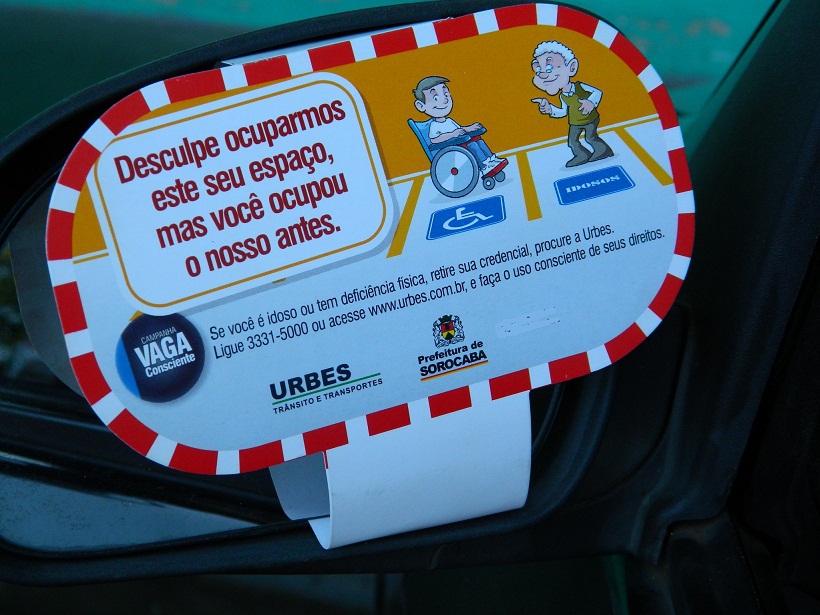 Desculpe ocuparmos
este seu espaço,
mas você ocupou
o nosso antes.
IDOSOS
Se você é idoso ou tem deficiência física, retire sua credencial, procure a Urbes.
Ligue 3331-5000 ou acesse www.urbes.com.br, e faça o uso consciente de seus direitos.
CAMPANHA
VAGA
Consciente
URBES
TRÂNSITO E TRANSPORTES
Prefeitura de
SOROCABA